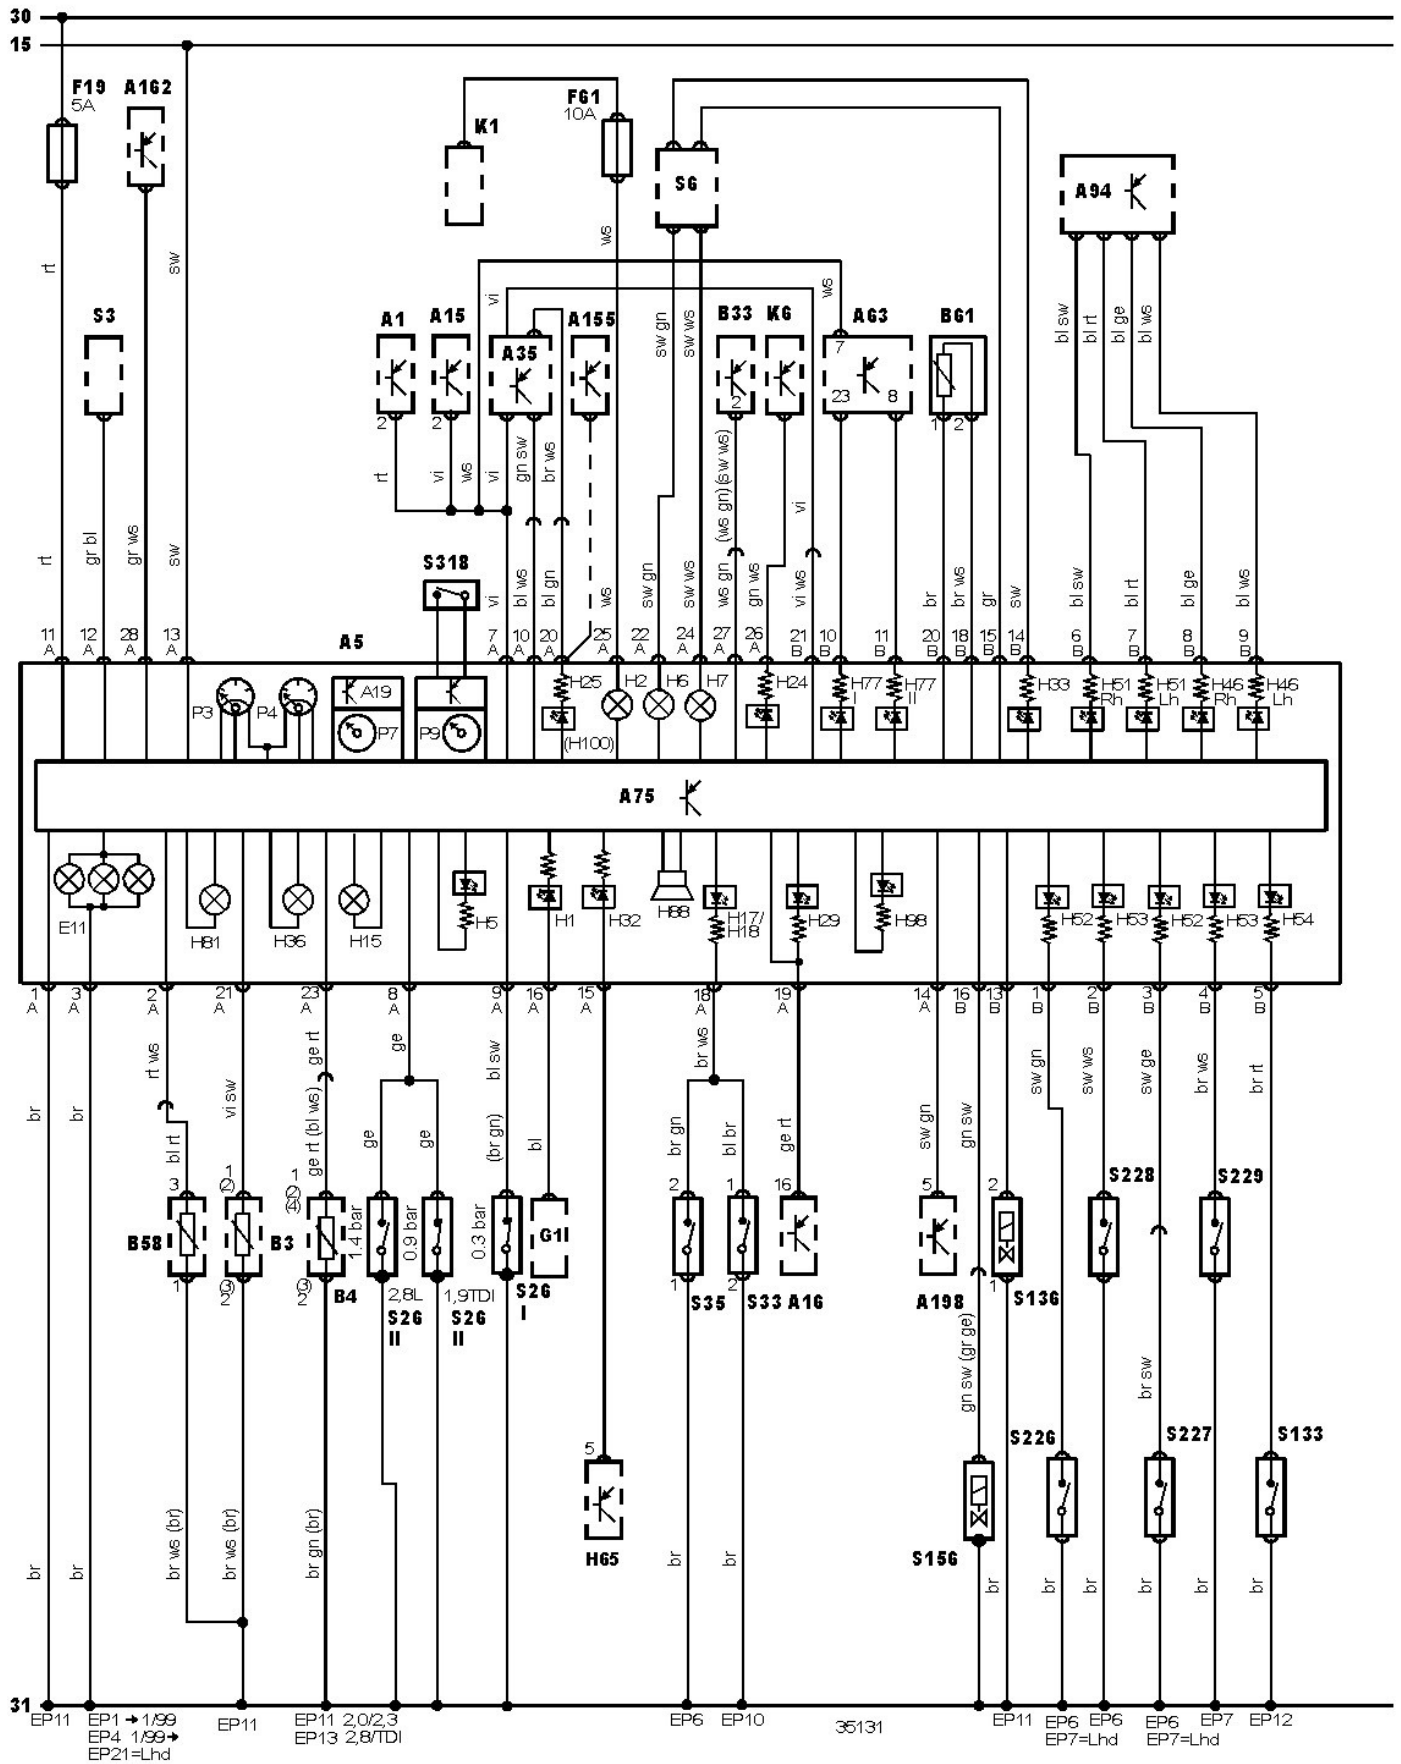 30
15
F19
5A
A162
K1
F61
10A
S6
A94
rt
sw
ws
S3
A1
A15
vi
A35
A155
sw gn
sw ws
B33
K6
ws
A63
B61
bl sw
bl rt
bl ge
bl ws
7
2
23
8
2
2
1
2
rt
vi
ws
vi
gn sw
br ws
(ws gn) (sw ws)
vi
rt
gr bl
gr ws
sw
S318
vi
bl ws
bl gn
ws
sw gn
sw ws
ws gn
gn ws
vi ws
br
br ws
gr
sw
bl sw
bl rt
bl ge
bl ws
11
A
12
A
28
A
13
A
A5
7
A
10
A
20
A
25
A
22
A
24
A
27
A
26
A
21
B
10
B
11
B
20
B
18
B
15
B
14
B
6
B
7
B
8
B
9
B
P3
P4
A19
P7
P9
H25
(H100)
H2
H6
H7
H24
H77
I
H77
II
H33
H51
Rh
H51
Lh
H46
Rh
H46
Lh
A75
E11
H81
H36
H15
H5
H1
H32
H88
H17/
H18
H29
H98
H52
H53
H52
H53
H54
1
A
3
A
2
A
21
A
23
8
A
9
A
16
A
15
A
18
A
19
A
14
A
16
B
13
B
1
B
2
B
3
B
4
B
5
B
rt ws
ge rt
ge
bl sw
br ws
sw gn
sw ws
sw ge
br ws
br rt
br
br
bl rt
vi sw
ge rt (bl ws)
ge
ge
(br gn)
bl
br gn
bl br
ge rt
sw gn
gn sw
3
1
(2)
1
(2)
(4)
2
1
16
5
2
S228
S229
B58
B3
1.4 bar
0.9 bar
0.3 bar
G1
1
(3)
2
(3)
2
B4
2,8L
S26
II
1,9TDI
S26
II
S26
I
1
S35
2
S33
A16
A198
1
S136
gn sw (gr ge)
br sw
S226
S227
S133
5
H65
S156
br
br
br ws (br)
br ws (br)
br gn (br)
br
br
br
br
br
br
br
br
31
EP11
EP1 → 1/99
EP4 1/99 →
EP21=Lhd
EP11
EP11 2,0/2,3
EP13 2,8/TDI
EP6
EP10
35131
EP11
EP6
EP7=Lhd
EP6
EP6
EP7=Lhd
EP7
EP12